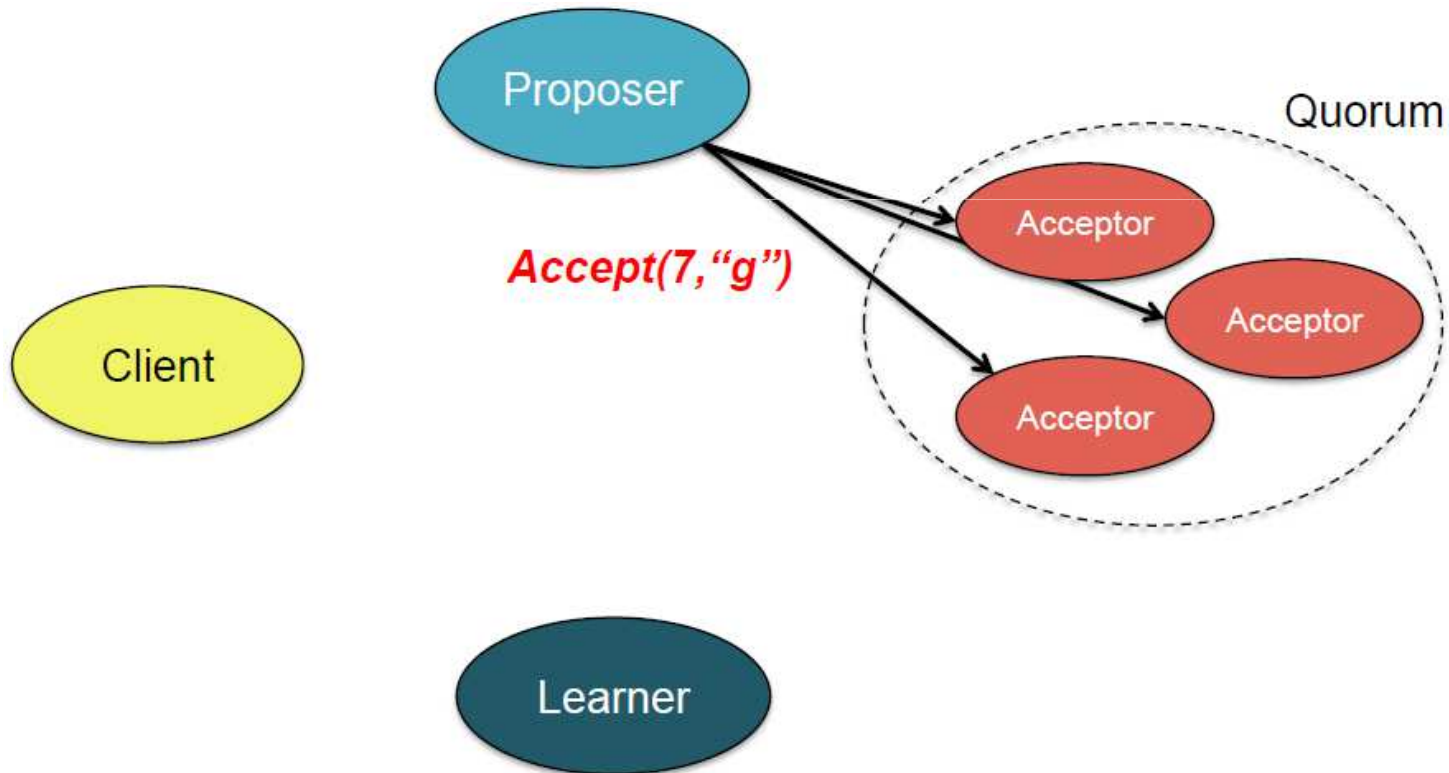 Proposer
Quorum
Acceptor
Accept(7,“g”)
Acceptor
Client
Acceptor
Learner